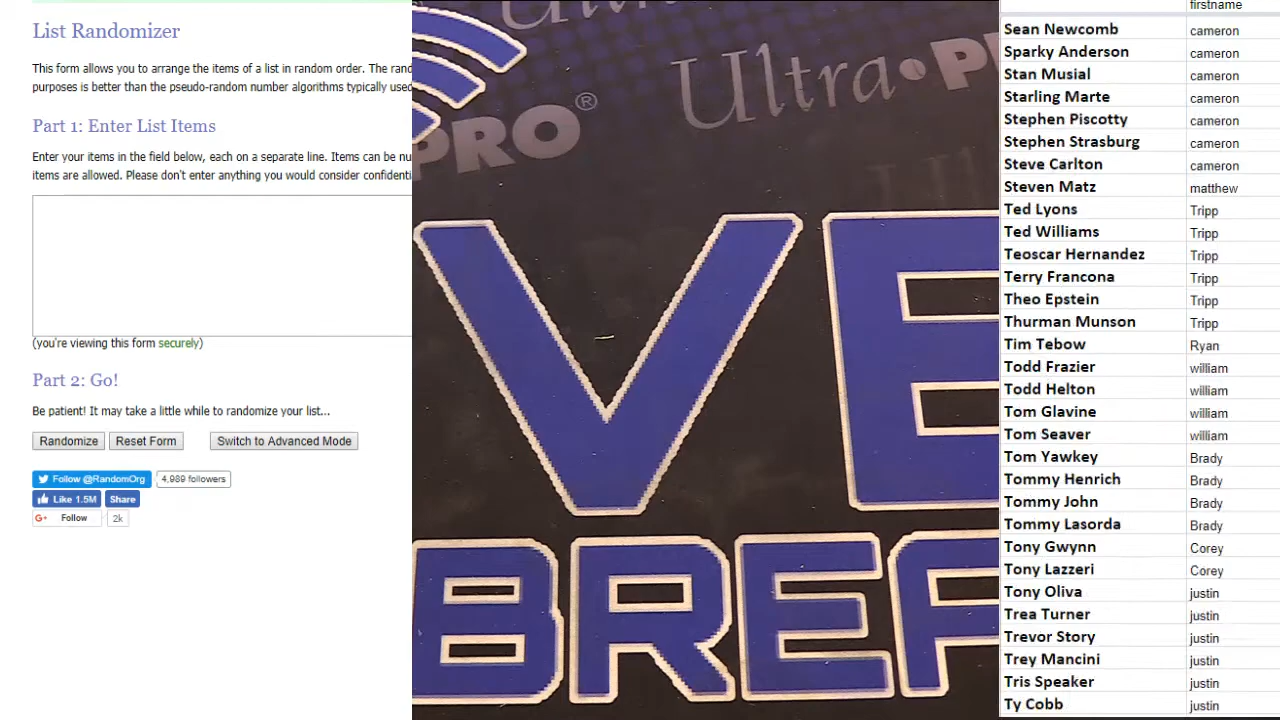 List Randomizer
This form allows you to arrange the items of a list in random order. The
purposes is better than the pseudo-random number algorithms typically used
Part 1: Enter List Items
Enter your items in the field below, each on a separate line. Items can be
items are allowed. Please don't enter anything you would consider
(you're viewing this form securely)
Part 2: Go!
Be patient! It may take a little while to randomize your list...
Randomize Reset Form Switch to Advanced Mode
Follow @RandomOrg 4,989 followers
Like 1.5M Share
G+ Follow 2k
Ultra
Ultra•P
PRO®
VE
BREA
firstname
Sean Newcomb cameron
Sparky Anderson cameron
Stan Musial cameron
Starling Marte cameron
Stephen Piscotty cameron
Stephen Strasburg cameron
Steve Carlton cameron
Steven Matz matthew
Ted Lyons Tripp
Ted Williams Tripp
Teoscar Hernandez Tripp
Terry Francona Tripp
Theo Epstein Tripp
Thurman Munson Tripp
Tim Tebow Ryan
Todd Frazier william
Todd Helton william
Tom Glavine william
Tom Seaver william
Tom Yawkey Brady
Tommy Henrich Brady
Tommy John Brady
Tommy Lasorda Brady
Tony Gwynn Corey
Tony Lazzeri Corey
Tony Oliva justin
Trea Turner justin
Trevor Story justin
Trey Mancini justin
Tris Speaker justin
Ty Cobb justin